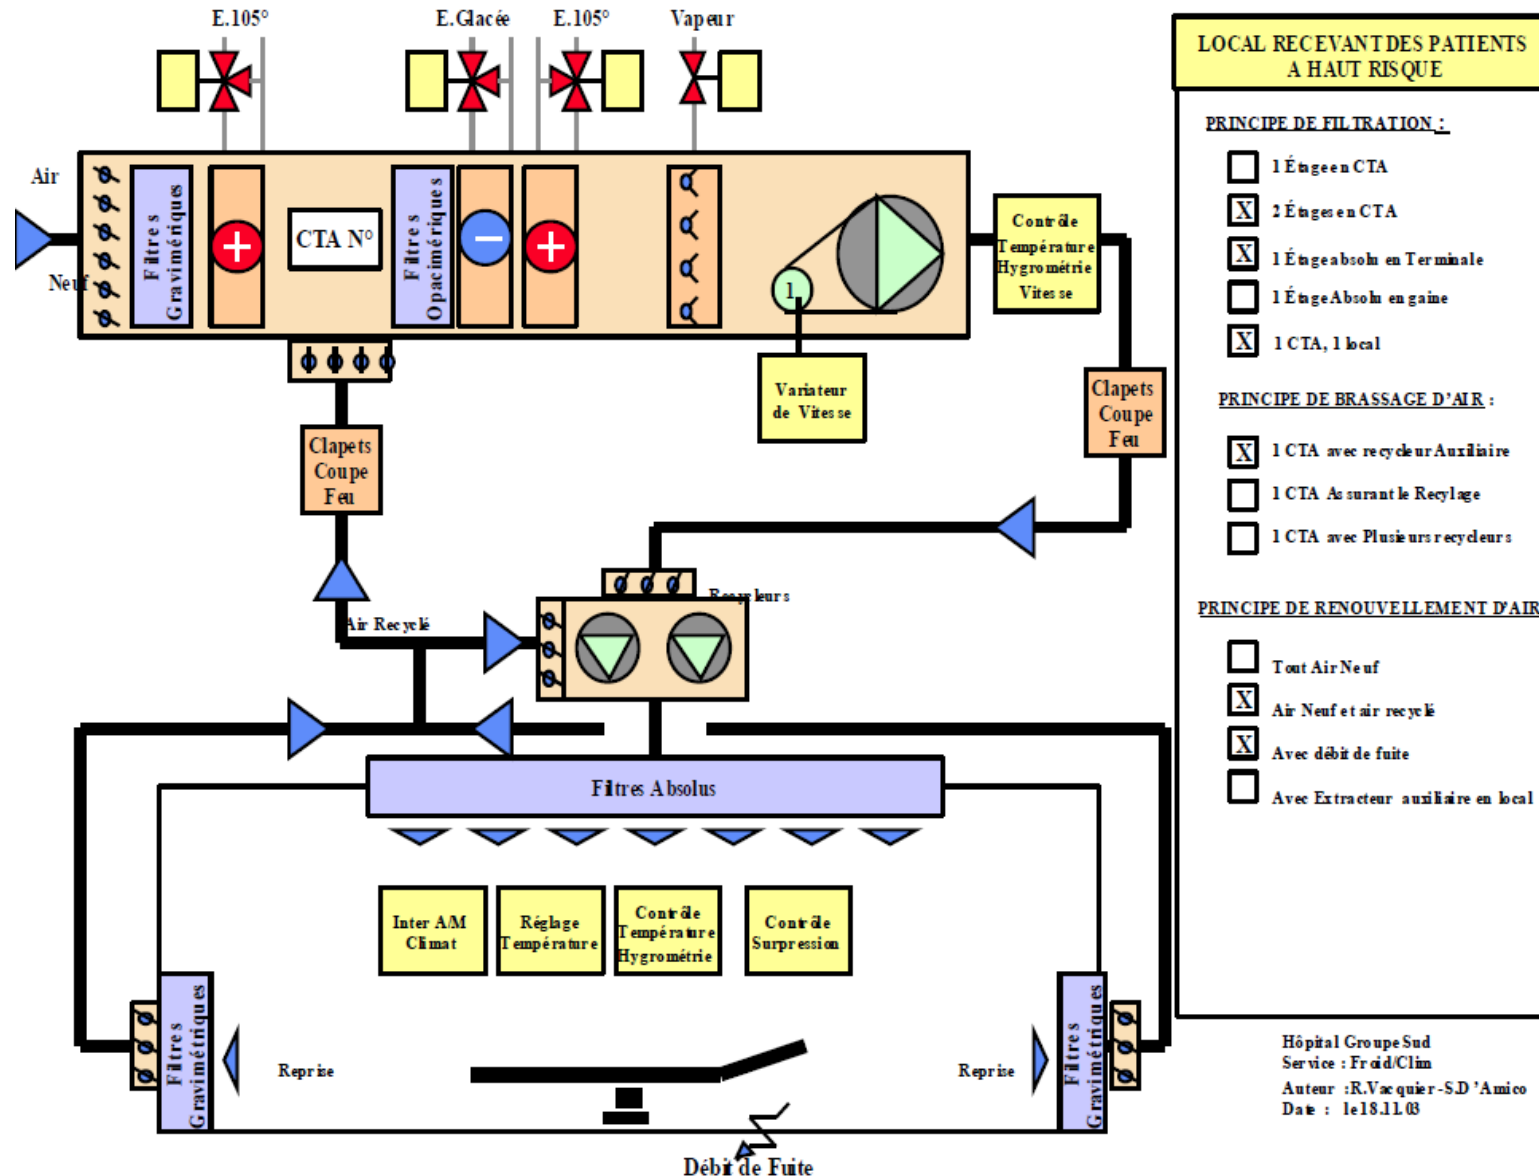 E.105°
E.Glacée
E.105°
Vapeur
Air
Neuf
Filtres
Gravimériques
+
CTA N°
Filtres
Opacimériques
−
+
1
Variateur
de Vitesse
Contrôle
Température
Hygrométrie
Vitesse
Clapets
Coupe
Feu
Clapets
Coupe
Feu
Recycleurs
Air Recyclé
Filtres Absolus
Inter A/M
Climat
Réglage
Température
Contrôle
Température
Hygrométrie
Contrôle
Surpression
Filtres
Gravimétriques
Reprise
Reprise
Filtres
Gravimétriques
Débit de Fuite
LOCAL RECEVANT DES PATIENTS
A HAUT RISQUE
PRINCIPE DE FILTRATION :
1 Étage en CTA
X 2 Étages en CTA
X 1 Étage absolu en Terminale
1 Étage Absolu en gaine
X 1 CTA, 1 local
PRINCIPE DE BRASSAGE D'AIR :
X 1 CTA avec recycleur Auxiliaire
1 CTA Assurant le Recylage
1 CTA avec Plusieurs recycleurs
PRINCIPE DE RENOUVELLEMENT D'AIR
Tout Air Neuf
X Air Neuf et air recyclé
X Avec débit de fuite
Avec Extracteur auxiliaire en local
Hôpital Groupe Sud
Service : Froid/Clim
Auteur : R.Vacquier -S.D 'Amico
Date : le 18.11.03